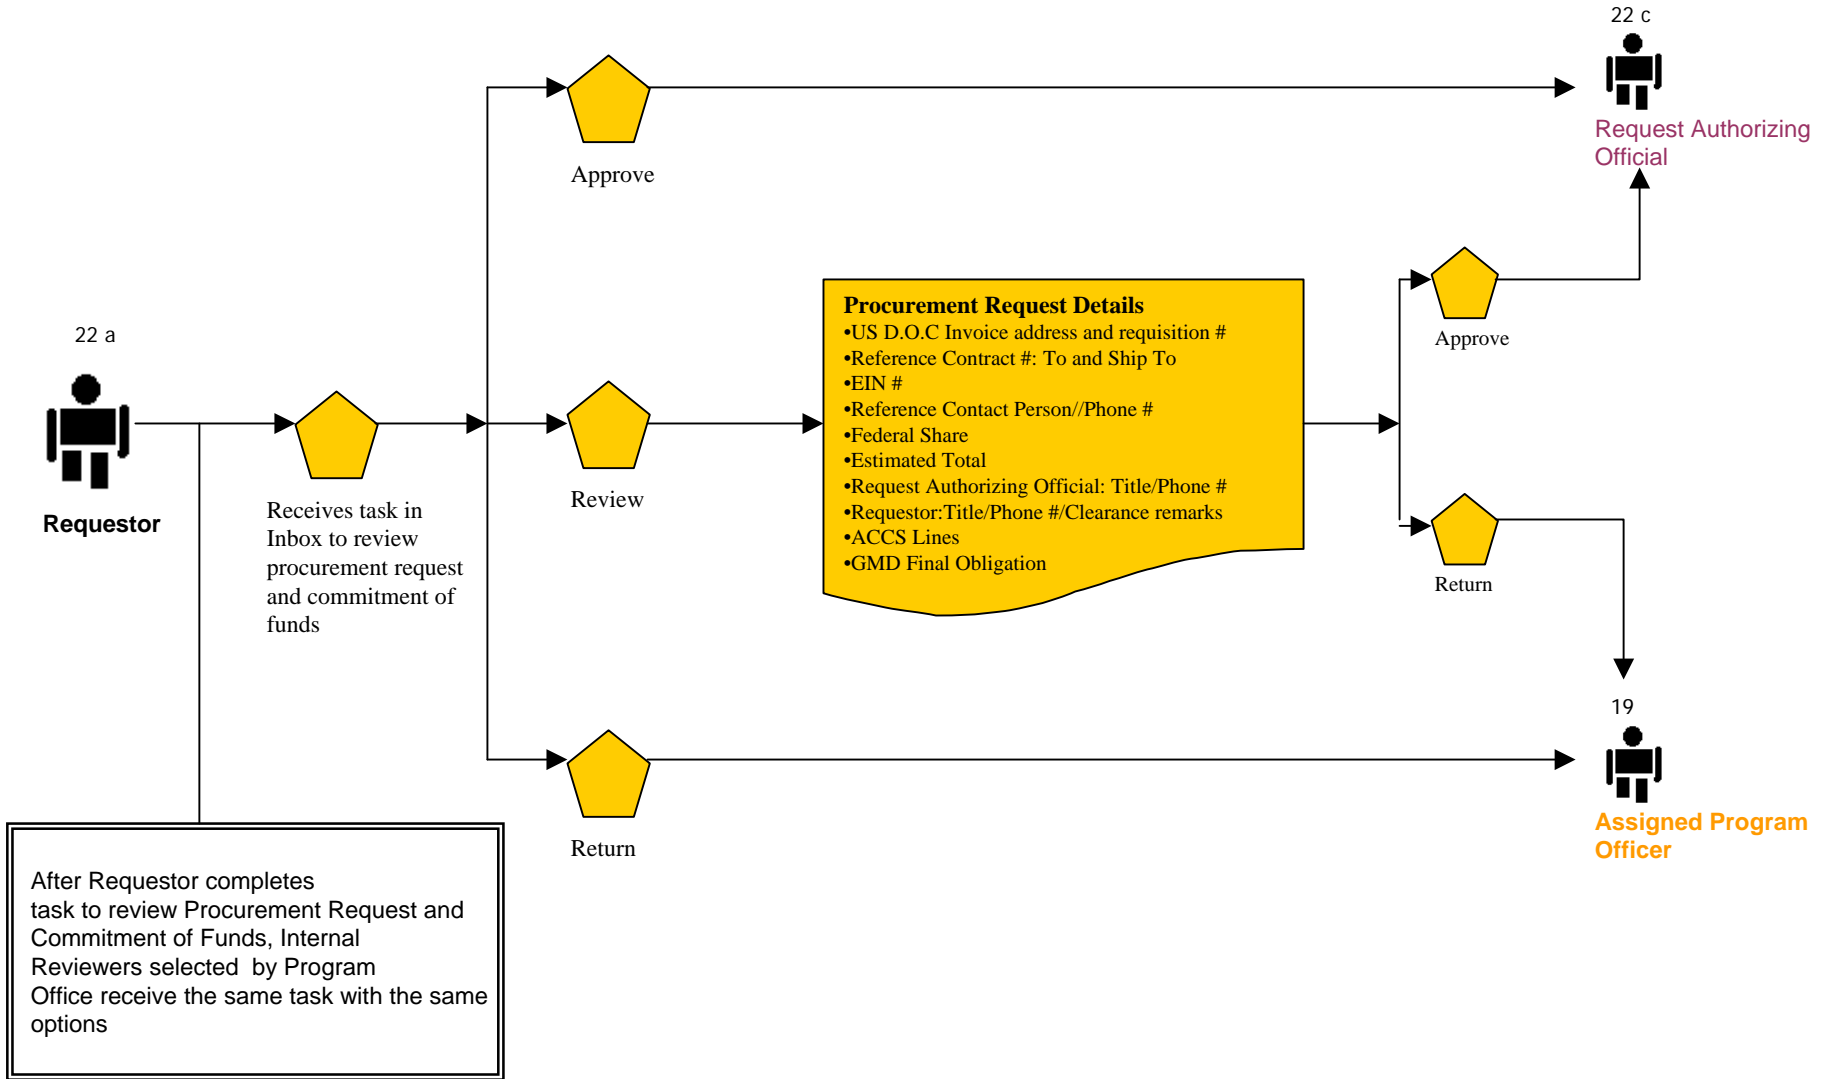 22 c
Request Authorizing
Official
Approve
22 a
Requestor
Receives task in
Inbox to review
procurement request
and commitment of
funds
Review
Procurement Request Details
•US D.O.C Invoice address and requisition #
•Reference Contract #: To and Ship To
•EIN #
•Reference Contact Person//Phone #
•Federal Share
•Estimated Total
•Request Authorizing Official: Title/Phone #
•Requestor:Title/Phone #/Clearance remarks
•ACCS Lines
•GMD Final Obligation
Approve
Return
Return
19
Assigned Program
Officer
After Requestor completes
task to review Procurement Request and
Commitment of Funds, Internal
Reviewers selected  by Program
Office receive the same task with the same
options